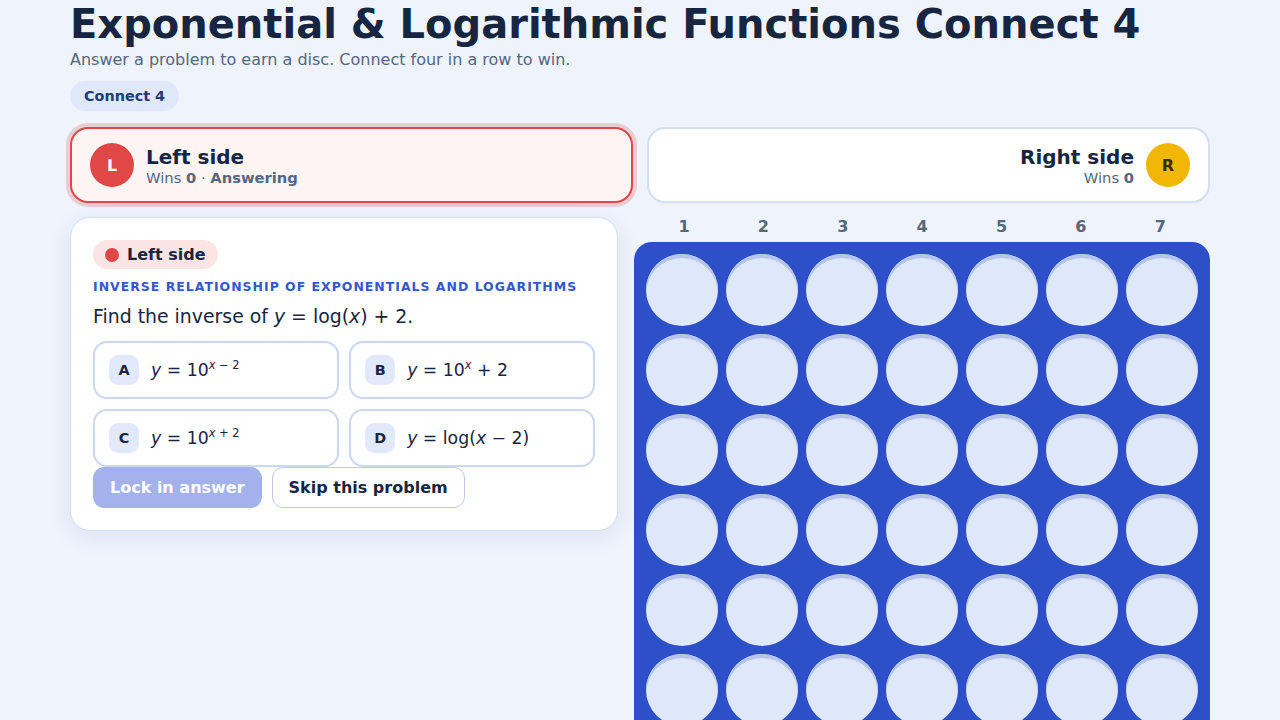 Exponential & Logarithmic Functions Connect 4
Answer a problem to earn a disc. Connect four in a row to win.
Connect 4
L
Left side
Wins 0 · Answering
Right side
Wins 0
R
Left side
INVERSE RELATIONSHIP OF EXPONENTIALS AND LOGARITHMS
Find the inverse of y = log(x) + 2.
A y = 10^{x − 2}
B y = 10^{x} + 2
C y = 10^{x + 2}
D y = log(x − 2)
Lock in answer
Skip this problem
1 2 3 4 5 6 7